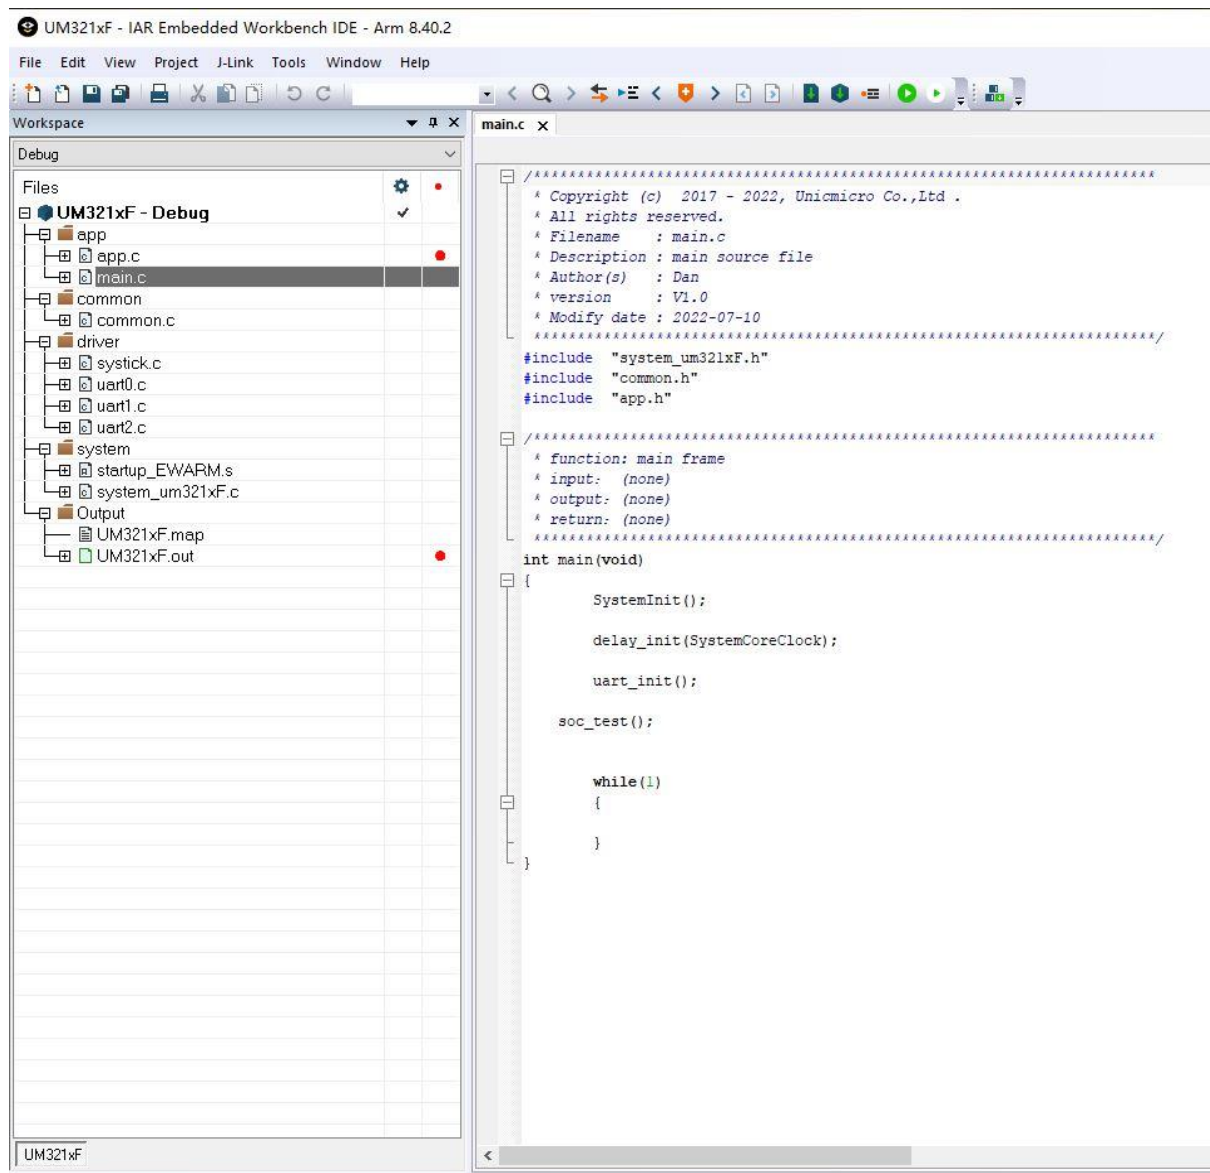 UM321xF - IAR Embedded Workbench IDE - Arm 8.40.2
File Edit View Project J-Link Tools Window Help
Workspace
Debug
Files
UM321xF - Debug
app
app.c
main.c
common
common.c
driver
systick.c
uart0.c
uart1.c
uart2.c
system
startup_EWARM.s
system_um321xF.c
Output
UM321xF.map
UM321xF.out
UM321xF
main.c
/***********************************************************************
* Copyright (c) 2017 - 2022, Unicmicro Co.,Ltd .
* All rights reserved.
* Filename : main.c
* Description : main source file
* Author(s) : Dan
* version : V1.0
* Modify date : 2022-07-10
***********************************************************************/
#include "system_um321xF.h"
#include "common.h"
#include "app.h"
/***********************************************************************
* function: main frame
* input: (none)
* output: (none)
* return: (none)
***********************************************************************/
int main(void)
{
SystemInit();
delay_init(SystemCoreClock);
uart_init();
soc_test();
while(1)
{
}
}